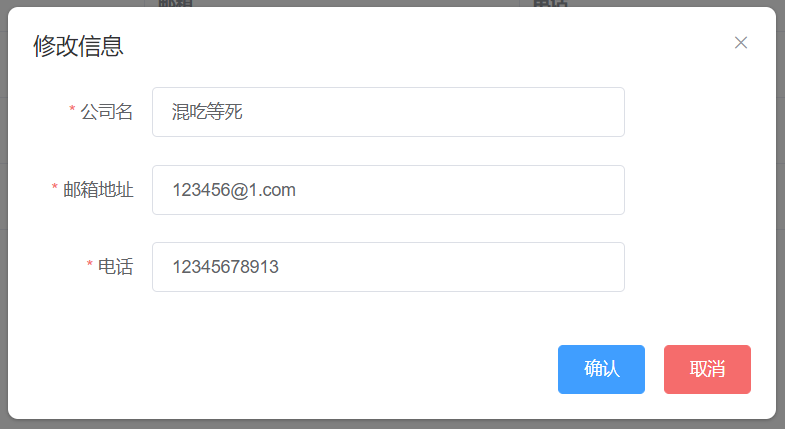 修改信息
* 公司名 混吃等死
* 邮箱地址 123456@1.com
* 电话 12345678913
确认 取消